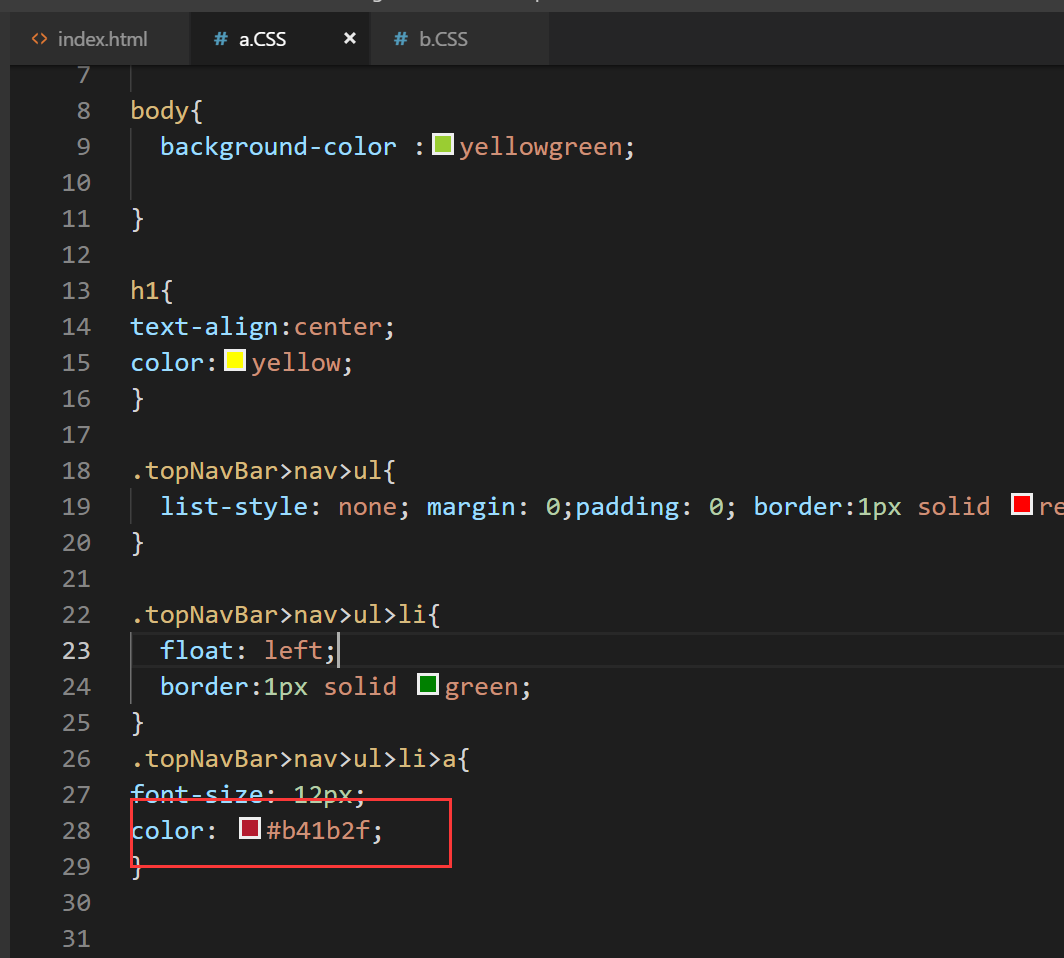 index.html
# a.CSS ×
# b.CSS
7
8 body{
9 background-color :yellowgreen;
10
11 }
12
13 h1{
14 text-align:center;
15 color:yellow;
16 }
17
18 .topNavBar>nav>ul{
19 list-style: none; margin: 0;padding: 0; border:1px solid re
20 }
21
22 .topNavBar>nav>ul>li{
23 float: left;
24 border:1px solid green;
25 }
26 .topNavBar>nav>ul>li>a{
27 font-size: 12px;
28 color: #b41b2f;
29 }
30
31